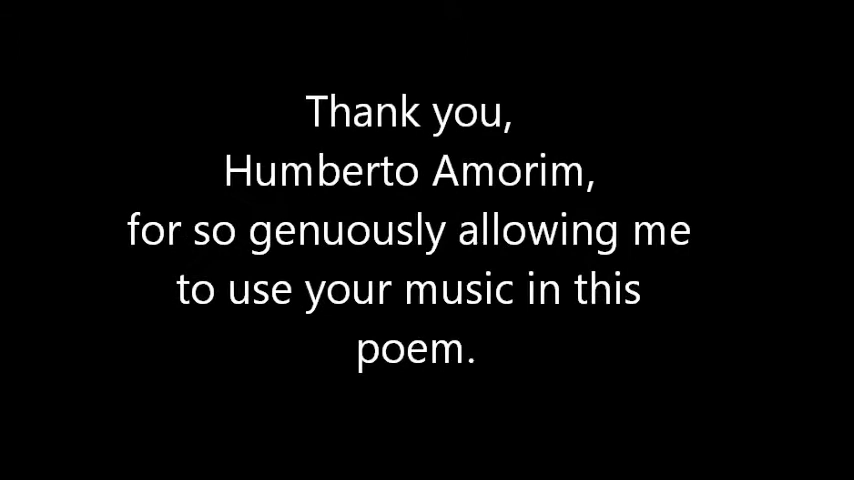 Thank you,
Humberto Amorim,
for so genuously allowing me
to use your music in this
poem.